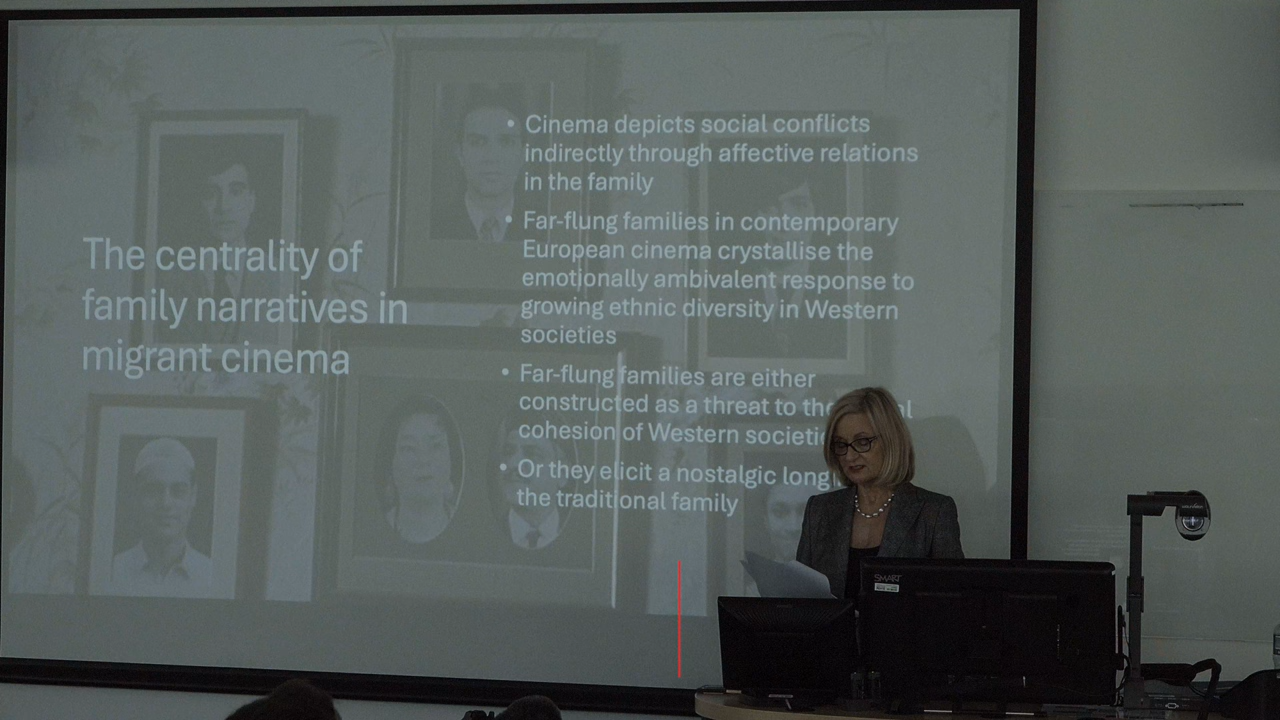 The centrality of
family narratives in
migrant cinema
• Cinema depicts social conflicts
indirectly through affective relations
in the family
• Far-flung families in contemporary
European cinema crystallise the
emotionally ambivalent response to
growing ethnic diversity in Western
societies
• Far-flung families are either
constructed as a threat to the
cohesion of Western
• Or they elicit a nostalgic
the traditional family
SMART